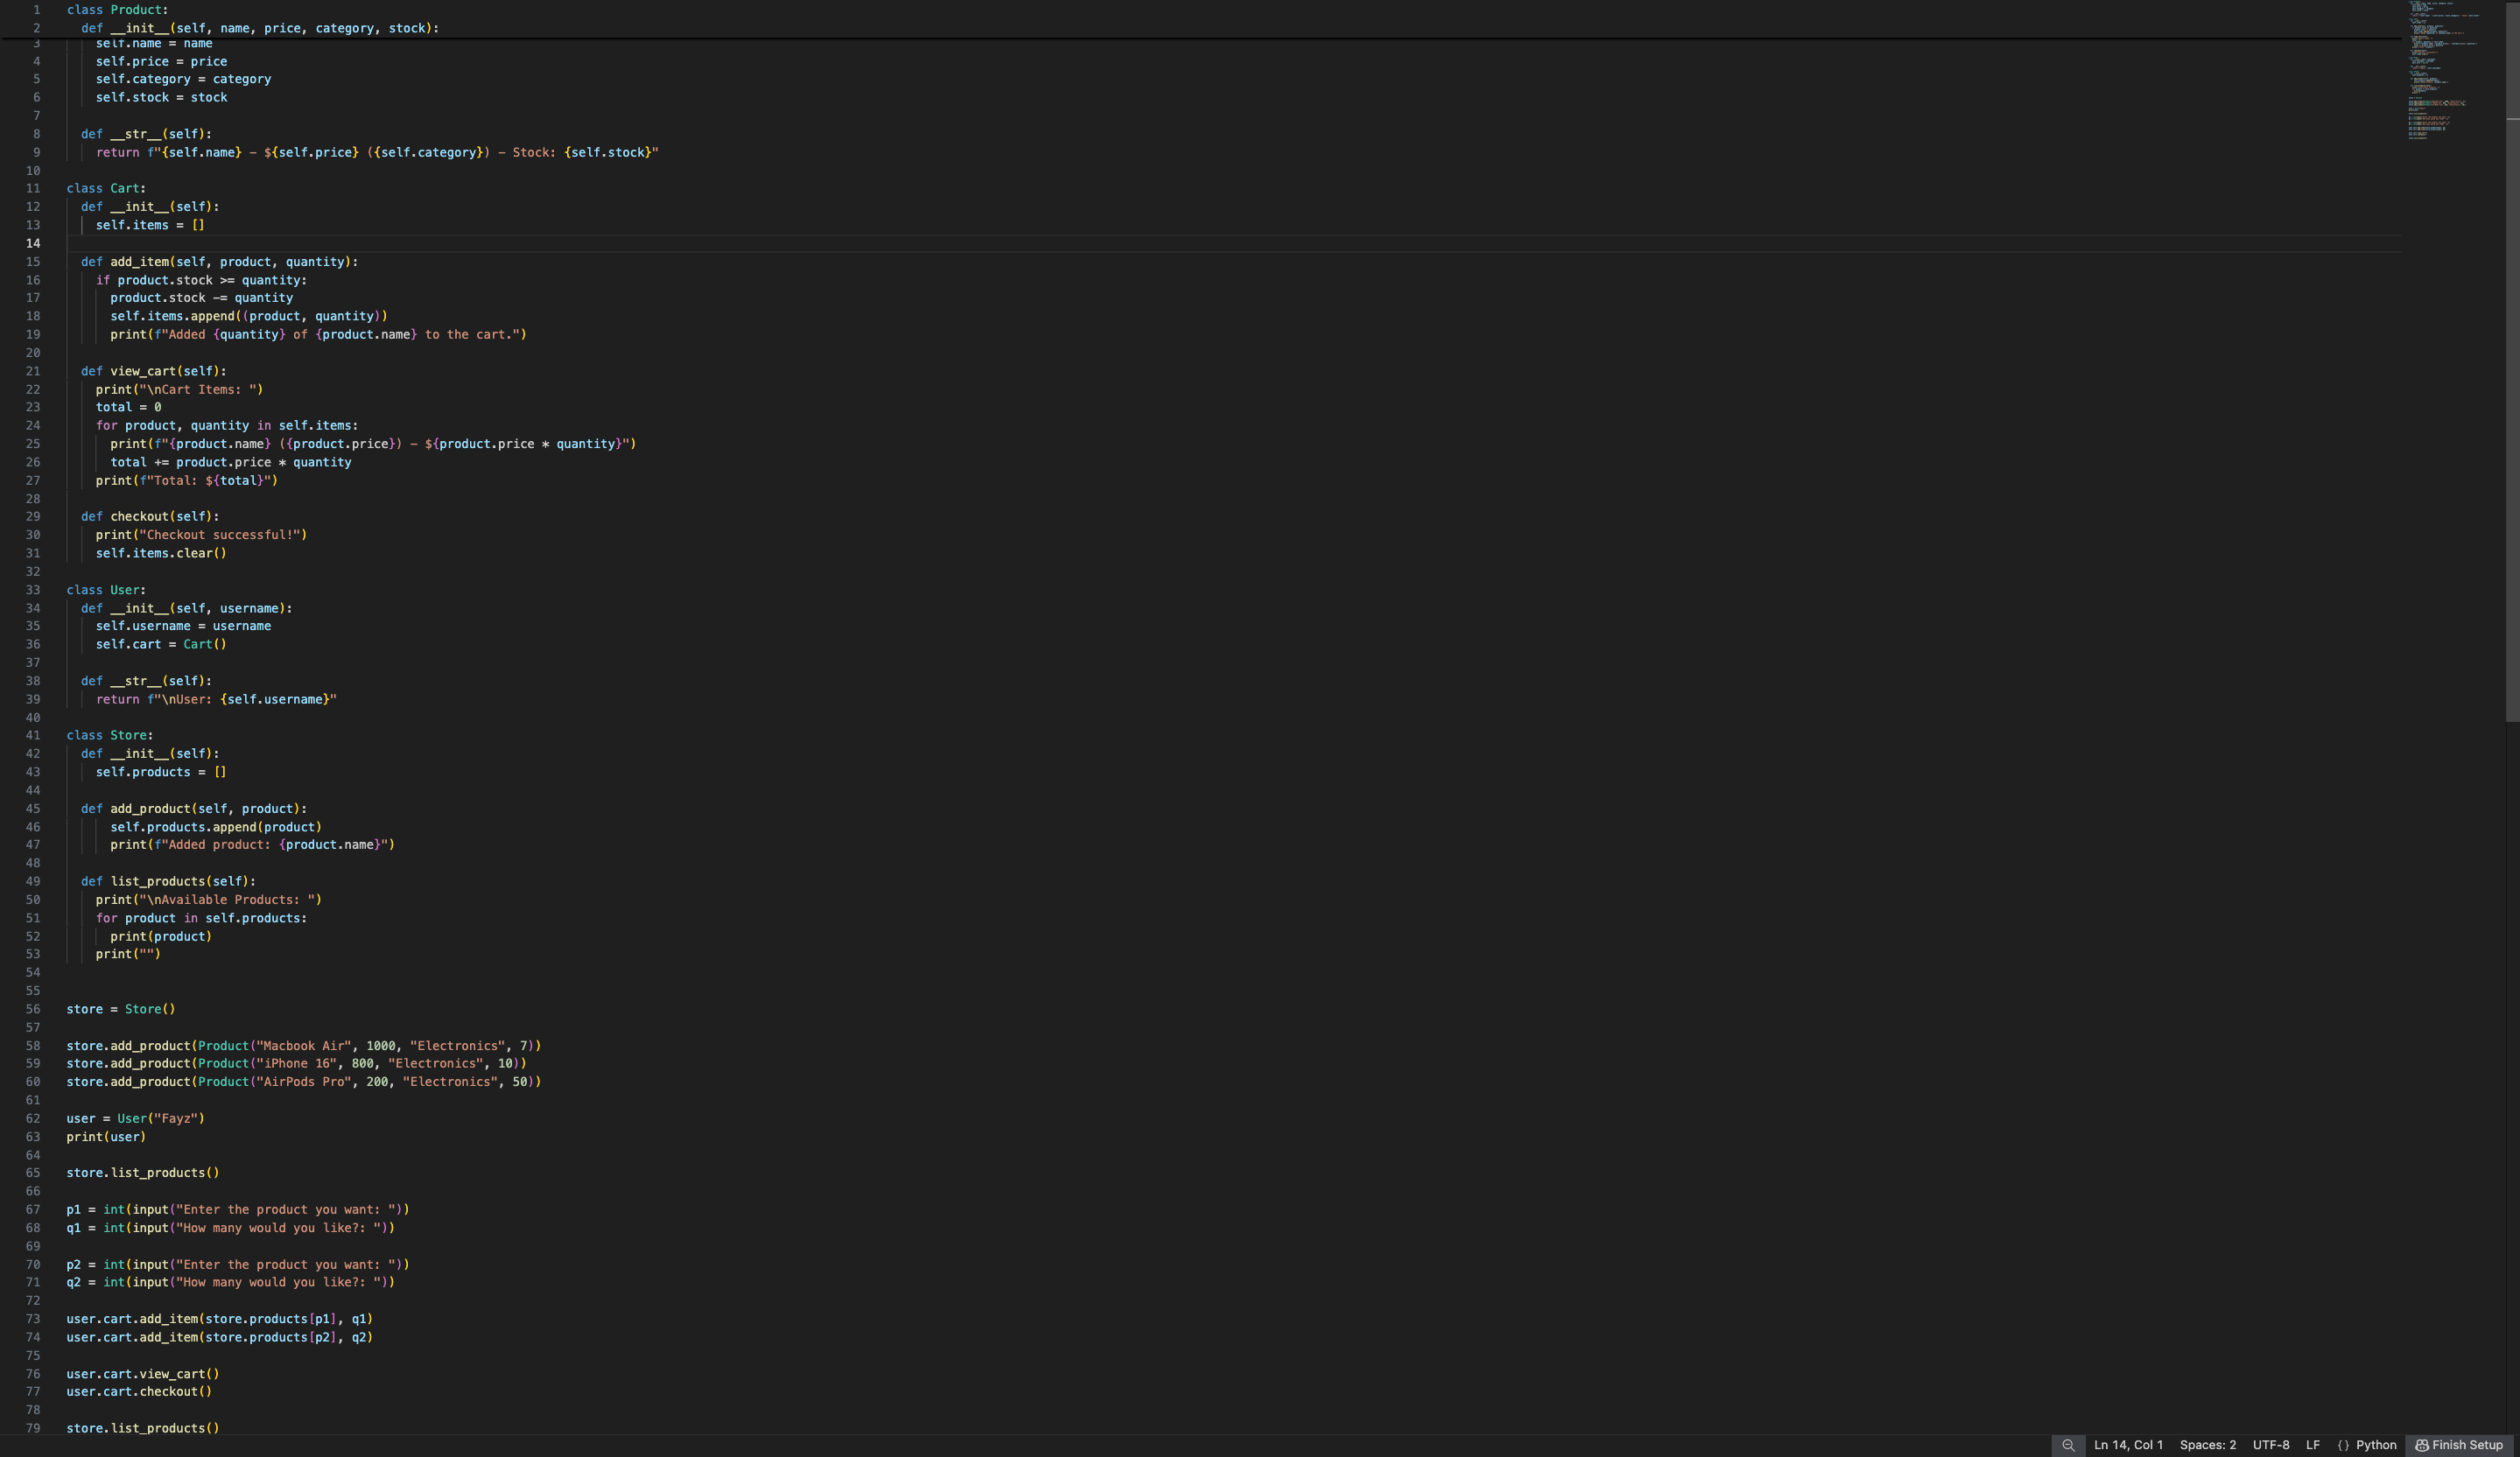 1 class Product:
2   def __init__(self, name, price, category, stock):
3     self.name = name
4     self.price = price
5     self.category = category
6     self.stock = stock
7
8   def __str__(self):
9     return f"{self.name} - ${self.price} ({self.category}) - Stock: {self.stock}"
10
11 class Cart:
12   def __init__(self):
13     self.items = []
14
15   def add_item(self, product, quantity):
16     if product.stock >= quantity:
17       product.stock -= quantity
18       self.items.append((product, quantity))
19       print(f"Added {quantity} of {product.name} to the cart.")
20
21   def view_cart(self):
22     print("\nCart Items: ")
23     total = 0
24     for product, quantity in self.items:
25       print(f"{product.name} ({product.price}) - ${product.price * quantity}")
26       total += product.price * quantity
27     print(f"Total: ${total}")
28
29   def checkout(self):
30     print("Checkout successful!")
31     self.items.clear()
32
33 class User:
34   def __init__(self, username):
35     self.username = username
36     self.cart = Cart()
37
38   def __str__(self):
39     return f"\nUser: {self.username}"
40
41 class Store:
42   def __init__(self):
43     self.products = []
44
45   def add_product(self, product):
46       self.products.append(product)
47       print(f"Added product: {product.name}")
48
49   def list_products(self):
50     print("\nAvailable Products: ")
51     for product in self.products:
52       print(product)
53     print("")
54
55
56 store = Store()
57
58 store.add_product(Product("Macbook Air", 1000, "Electronics", 7))
59 store.add_product(Product("iPhone 16", 800, "Electronics", 10))
60 store.add_product(Product("AirPods Pro", 200, "Electronics", 50))
61
62 user = User("Fayz")
63 print(user)
64
65 store.list_products()
66
67 p1 = int(input("Enter the product you want: "))
68 q1 = int(input("How many would you like?: "))
69
70 p2 = int(input("Enter the product you want: "))
71 q2 = int(input("How many would you like?: "))
72
73 user.cart.add_item(store.products[p1], q1)
74 user.cart.add_item(store.products[p2], q2)
75
76 user.cart.view_cart()
77 user.cart.checkout()
78
79 store.list_products()
Ln 14, Col 1 Spaces: 2 UTF-8 LF {} Python Finish Setup